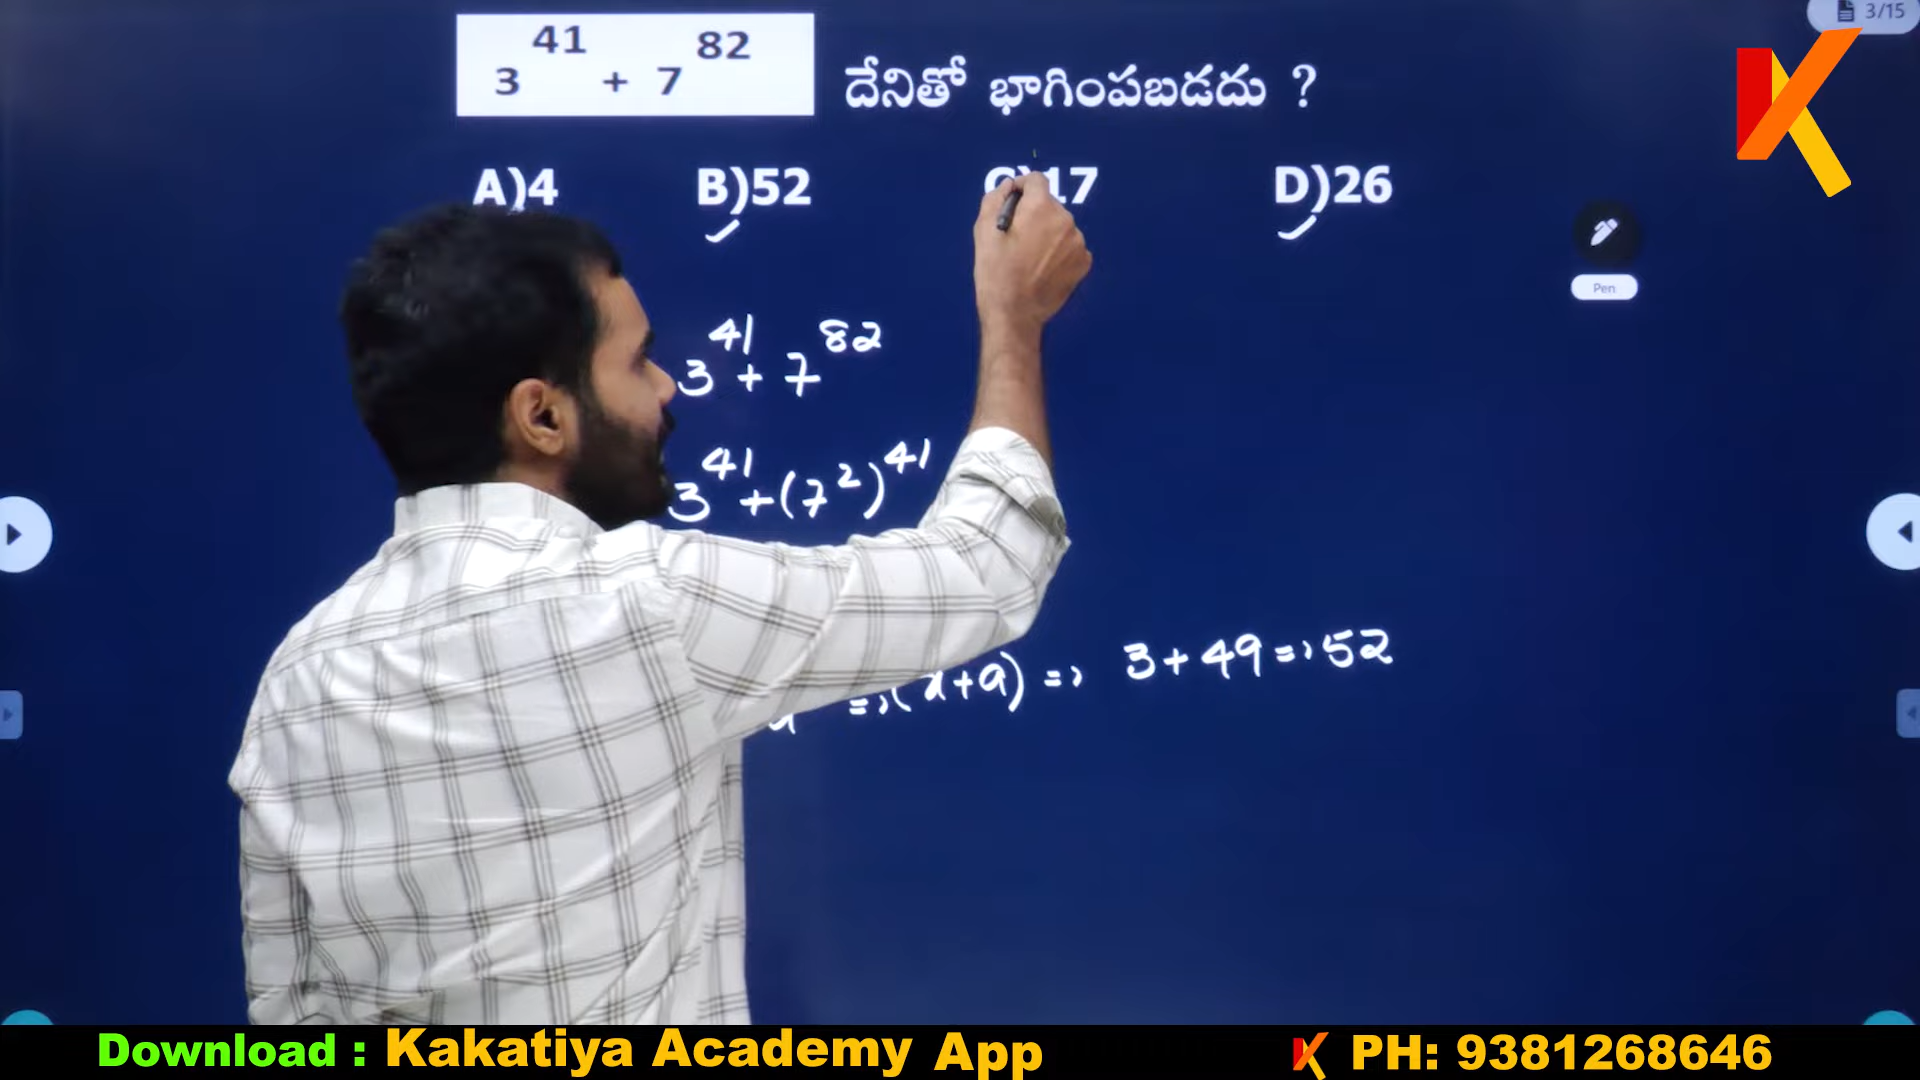 3/15
3^41 + 7^82 దేనితో భాగింపబడదు ?
A)4 B)52 C)17 D)26
Pen
3^41 + 7^82
3^41 + (7^2)^41
=>(x+a) => 3+49=>52
Download : Kakatiya Academy App PH: 9381268646